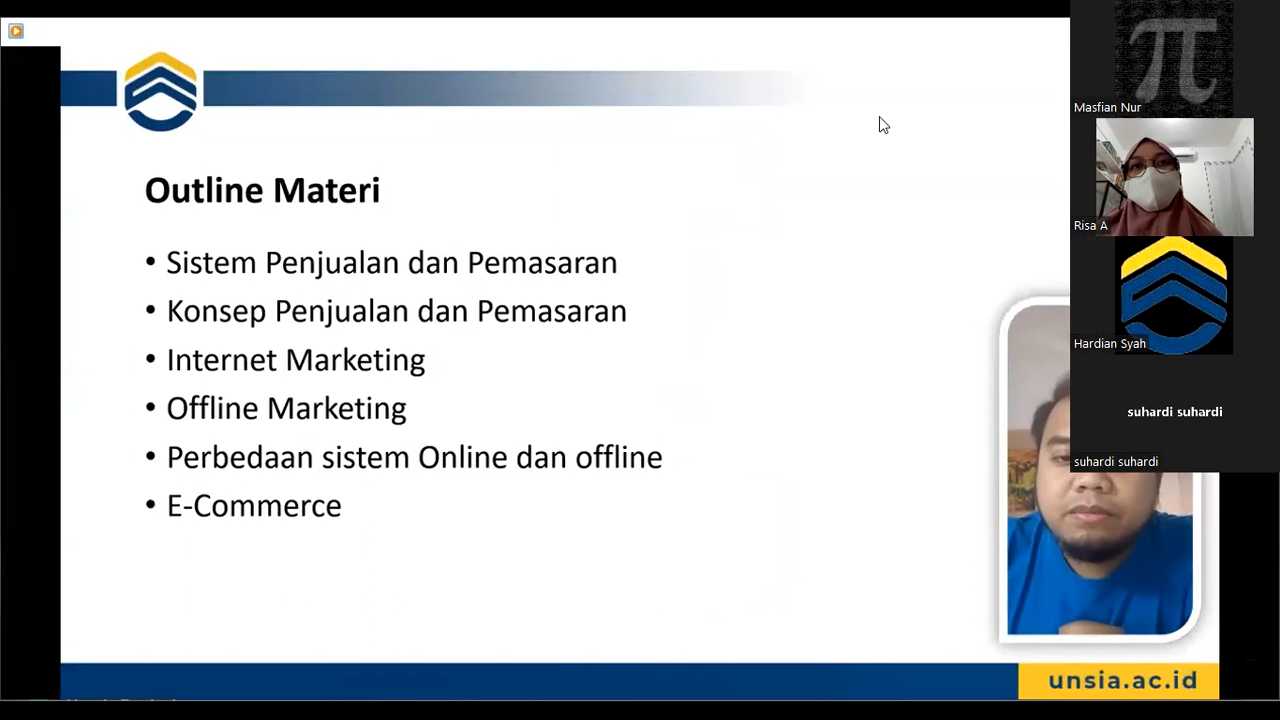 Outline Materi
• Sistem Penjualan dan Pemasaran
• Konsep Penjualan dan Pemasaran
• Internet Marketing
• Offline Marketing
• Perbedaan sistem Online dan offline
• E-Commerce
unsia.ac.id
Masfian Nur
Risa A
Hardian Syah
suhardi suhardi
suhardi suhardi